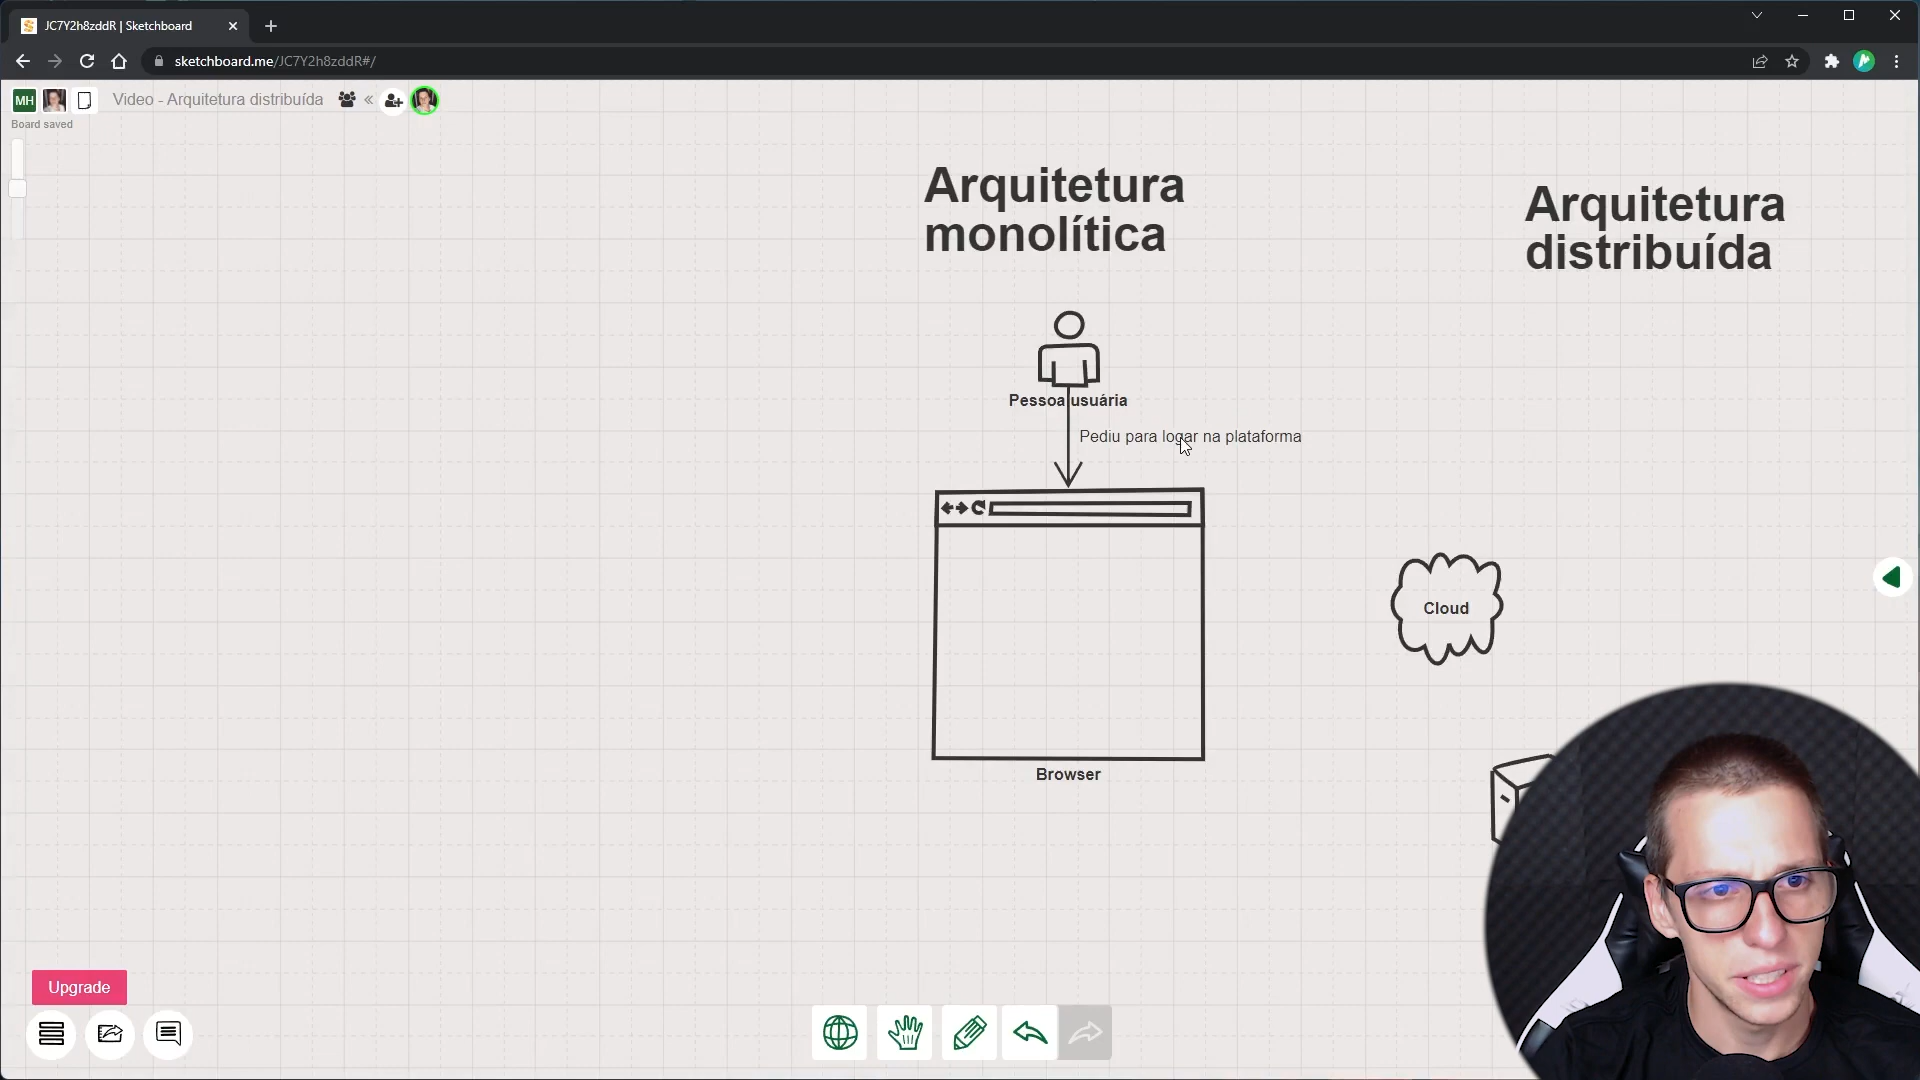 JC7Y2h8zddR | Sketchboard
sketchboard.me/JC7Y2h8zddR#/
MH
Video - Arquitetura distribuída
Board saved
Arquitetura
monolítica
Arquitetura
distribuída
Pessoa usuária
Pediu para logar na plataforma
Cloud
Browser
Upgrade